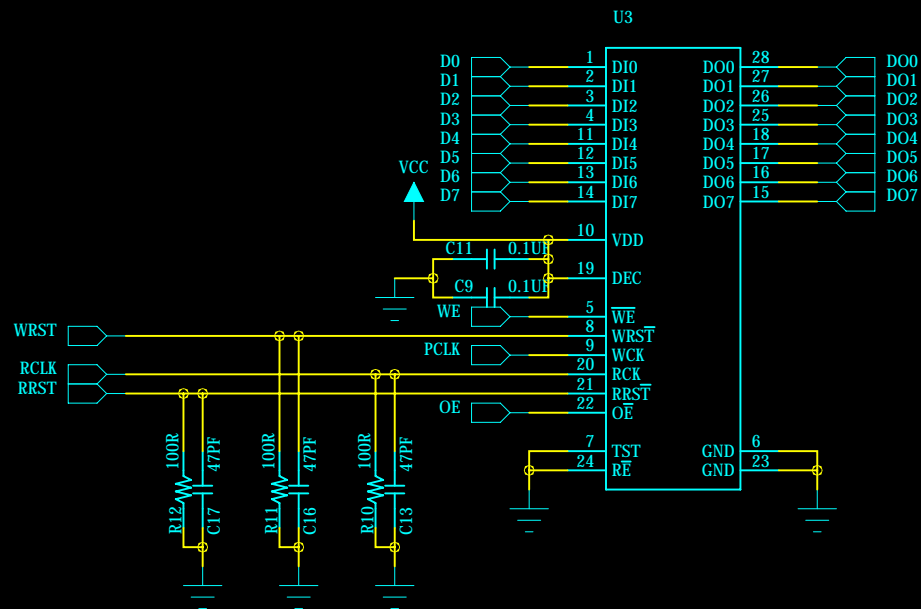 U3
D0 1 DI0 DO0 28 DO0
D1 2 DI1 DO1 27 DO1
D2 3 DI2 DO2 26 DO2
D3 4 DI3 DO3 25 DO3
D4 11 DI4 DO4 18 DO4
D5 12 DI5 DO5 17 DO5
D6 13 DI6 DO6 16 DO6
D7 14 DI7 DO7 15 DO7
VCC
10 VDD
C11 0.1UF
19 DEC
C9 0.1UF
WE 5 WE
WRST 8 WRST
PCLK 9 WCK
RCLK 20 RCK
RRST 21 RRST
OE 22 OE
7 TST GND 6
24 RE GND 23
100R 47PF 100R 47PF 100R 47PF
R12 C17 R11 C16 R10 C13